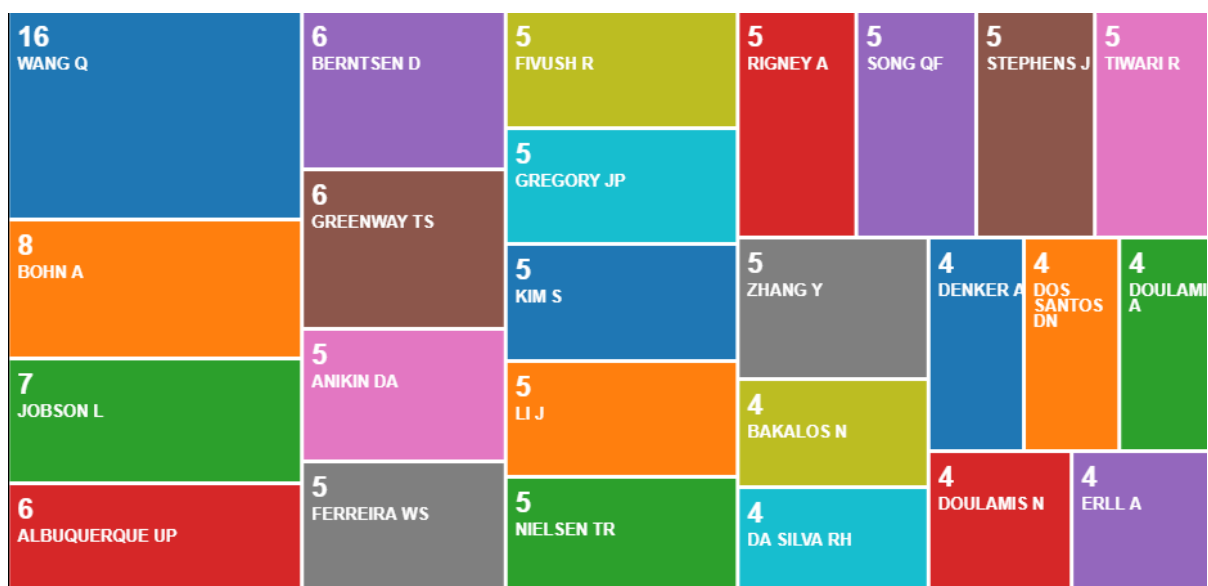 16
WANG Q
8
BOHN A
7
JOBSON L
6
ALBUQUERQUE UP
6
BERNTSEN D
6
GREENWAY TS
5
ANIKIN DA
5
FERREIRA WS
5
FIVUSH R
5
GREGORY JP
5
KIM S
5
LI J
5
NIELSEN TR
5
RIGNEY A
5
SONG QF
5
STEPHENS J
5
TIWARI R
5
ZHANG Y
4
BAKALOS N
4
DA SILVA RH
4
DENKER A
4
DOS
SANTOS
DN
4
DOULAMI
A
4
DOULAMIS N
4
ERLL A